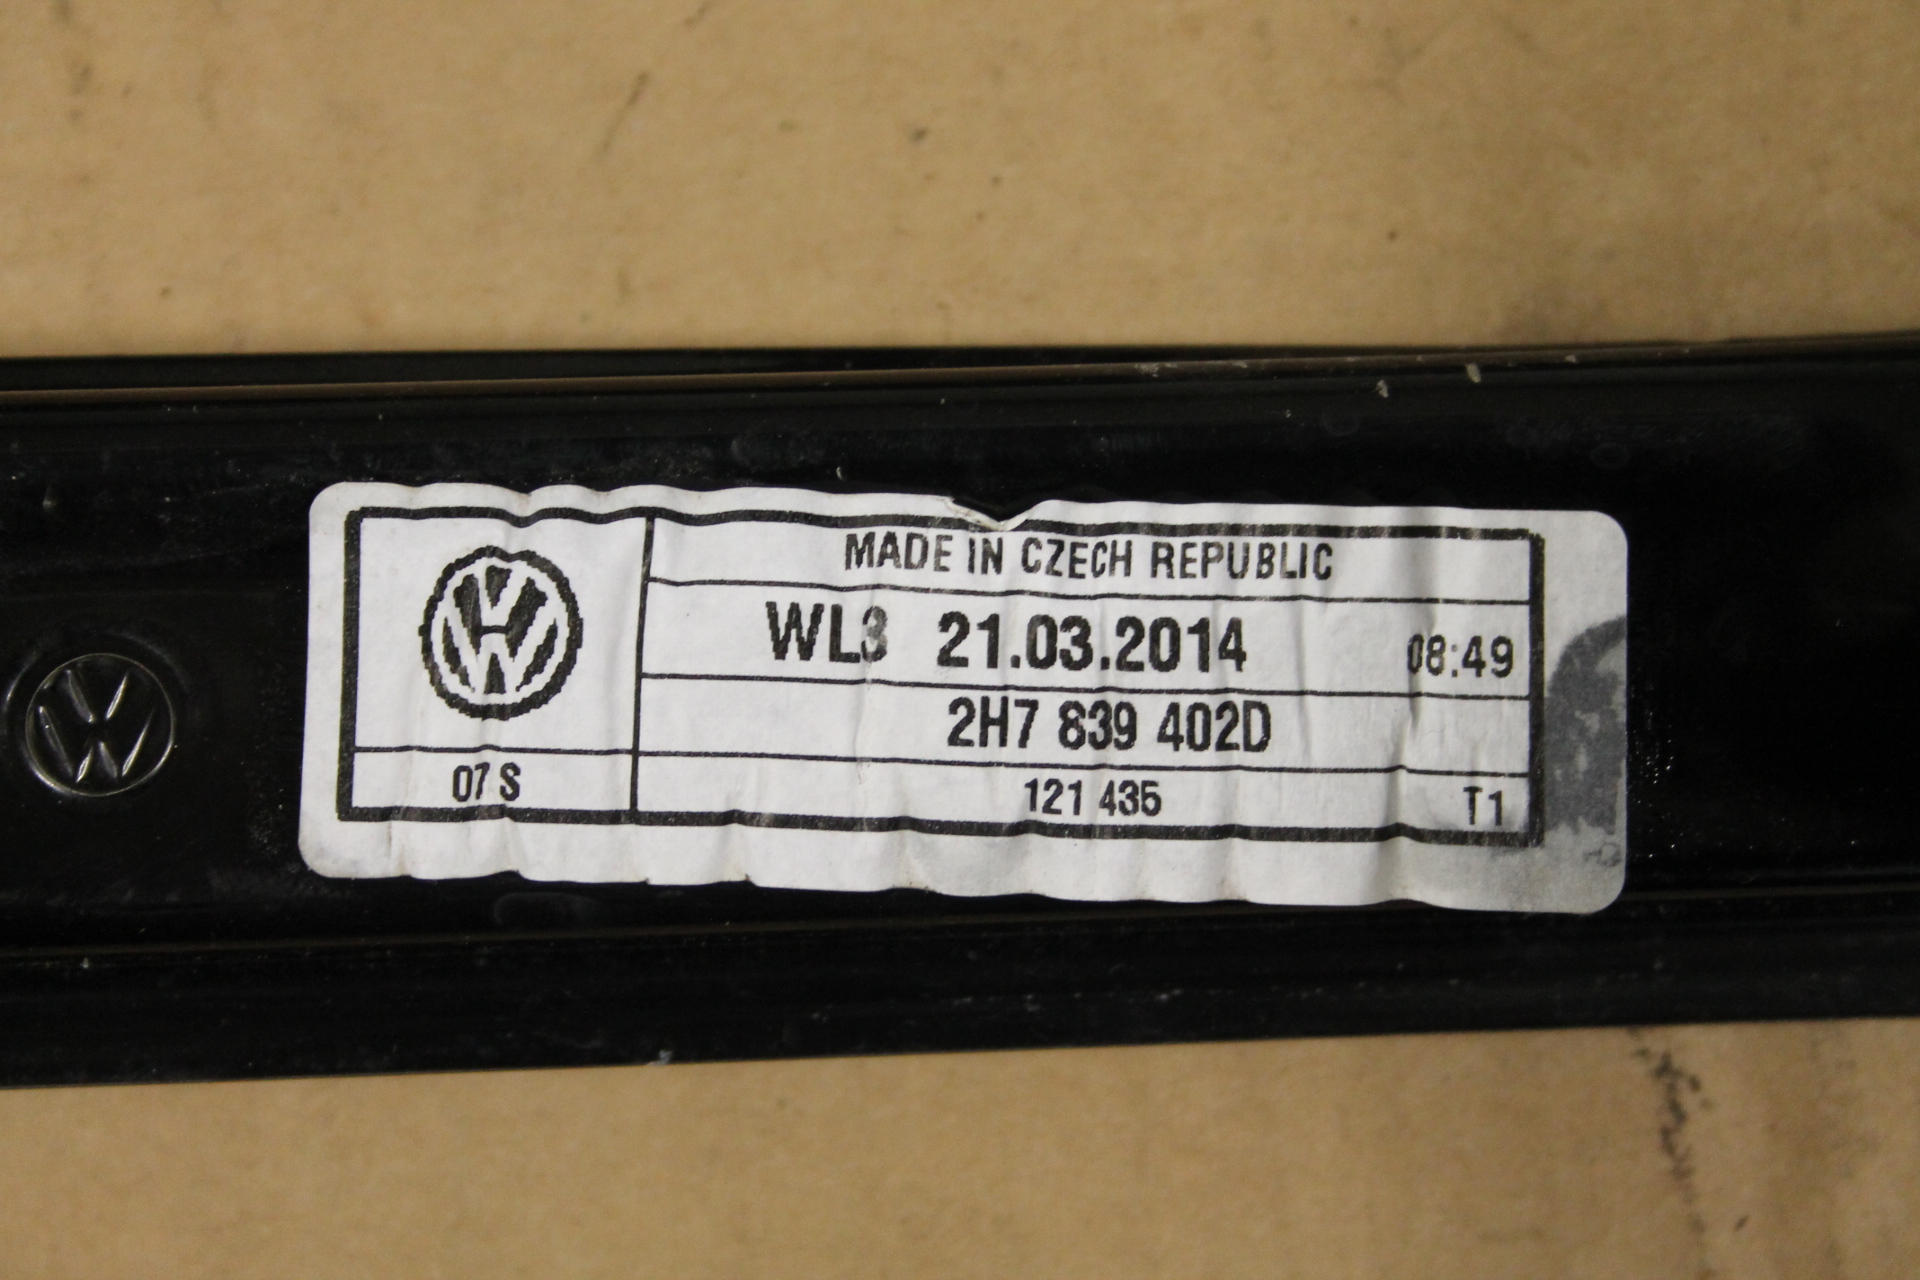 MADE IN CZECH REPUBLIC
WL3 21.03.2014 08:49
2H7 839 402D
07 S 121 435 T1